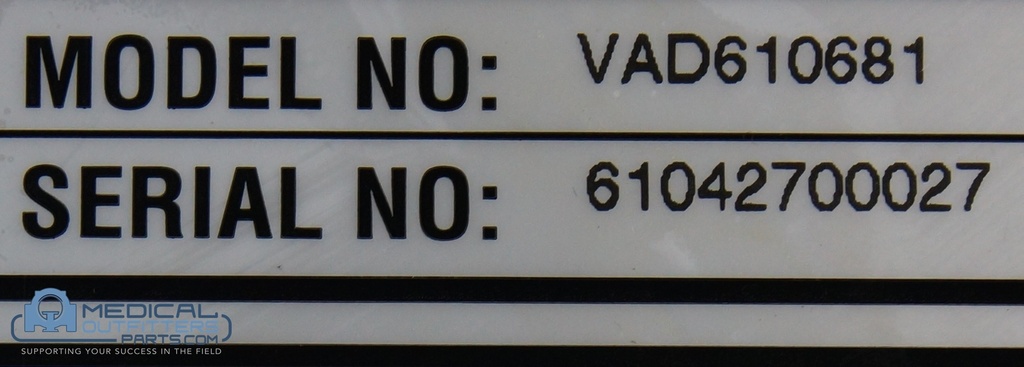 MODEL NO: VAD610681
SERIAL NO: 61042700027
MEDICAL
OUTFITTERS
PARTS.COM
SUPPORTING YOUR SUCCESS IN THE FIELD